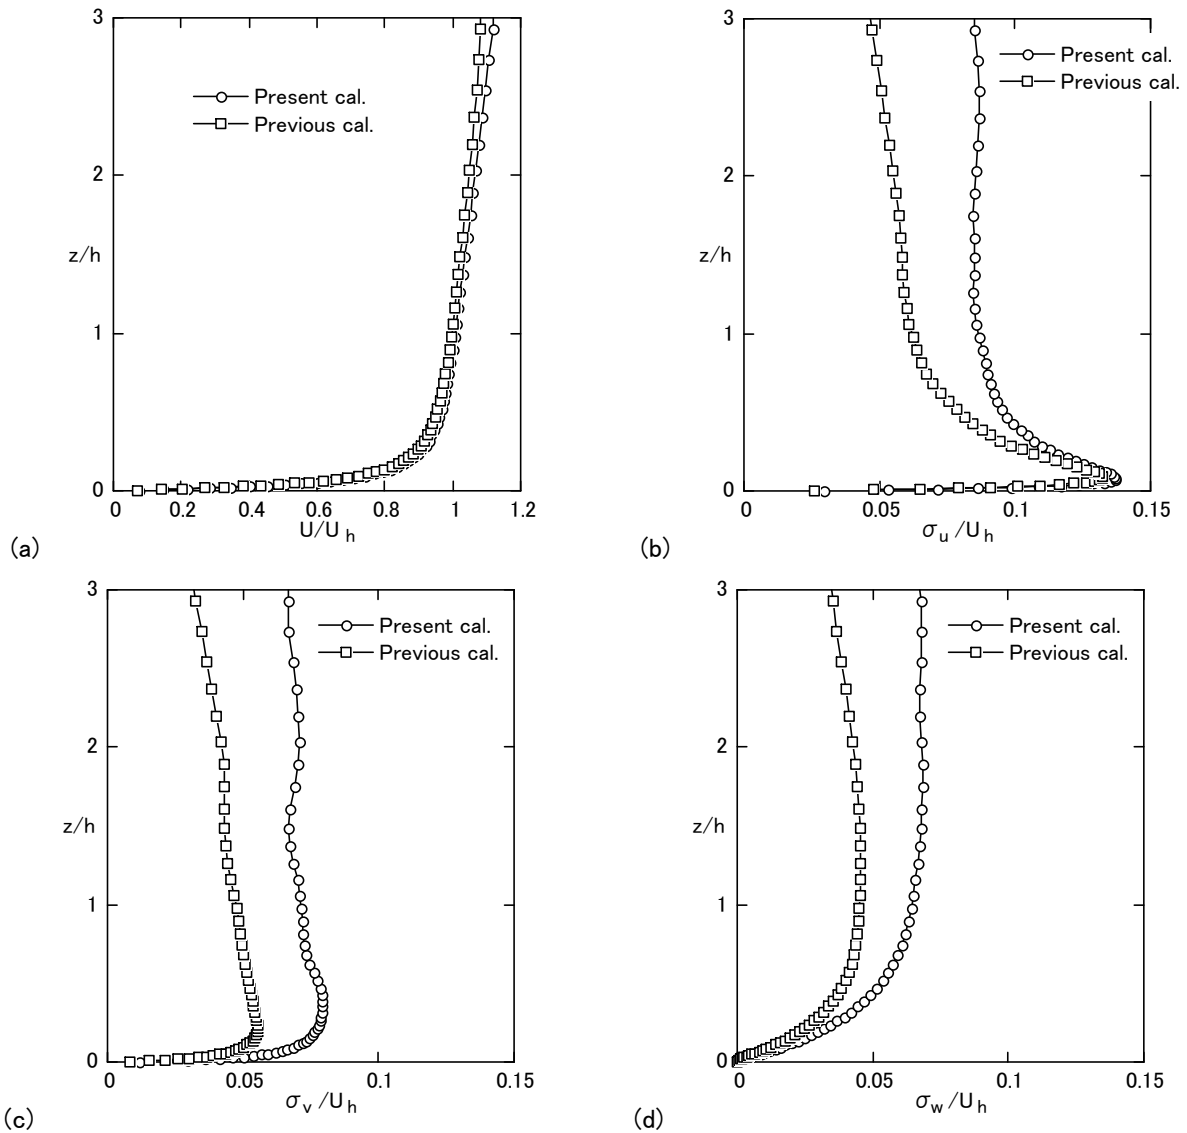 3
Present cal.
Previous cal.
2
z/h
1
0
0
0.2
0.4
0.6
0.8
1
1.2
U/U h
(a)
3
Present cal.
Previous cal.
2
z/h
1
0
0
0.05
0.1
0.15
σ u /U h
(b)
3
Present cal.
Previous cal.
2
z/h
1
0
0
0.05
0.1
0.15
σ v /U h
(c)
3
Present cal.
Previous cal.
2
z/h
1
0
0
0.05
0.1
0.15
σ w /U h
(d)